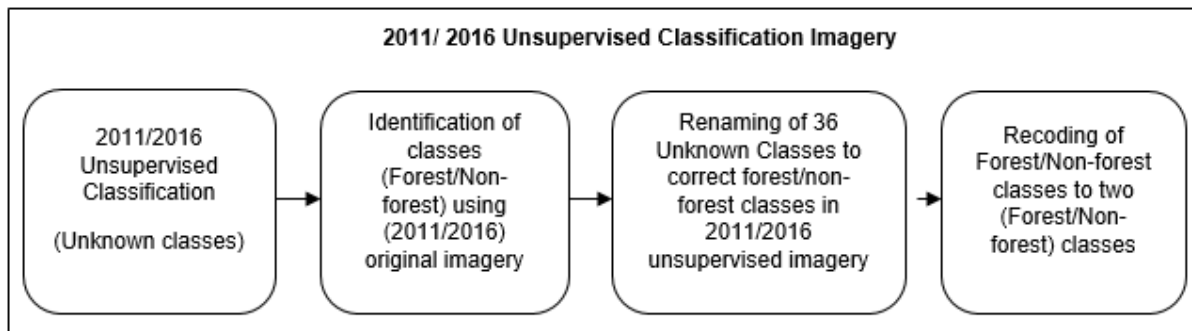 2011/ 2016 Unsupervised Classification Imagery
2011/2016
Unsupervised
Classification
(Unknown classes)
Identification of
classes
(Forest/Non-
forest) using
(2011/2016)
original imagery
Renaming of 36
Unknown Classes to
correct forest/non-
forest classes in
2011/2016
unsupervised imagery
Recoding of
Forest/Non-forest
classes to two
(Forest/Non-
forest) classes